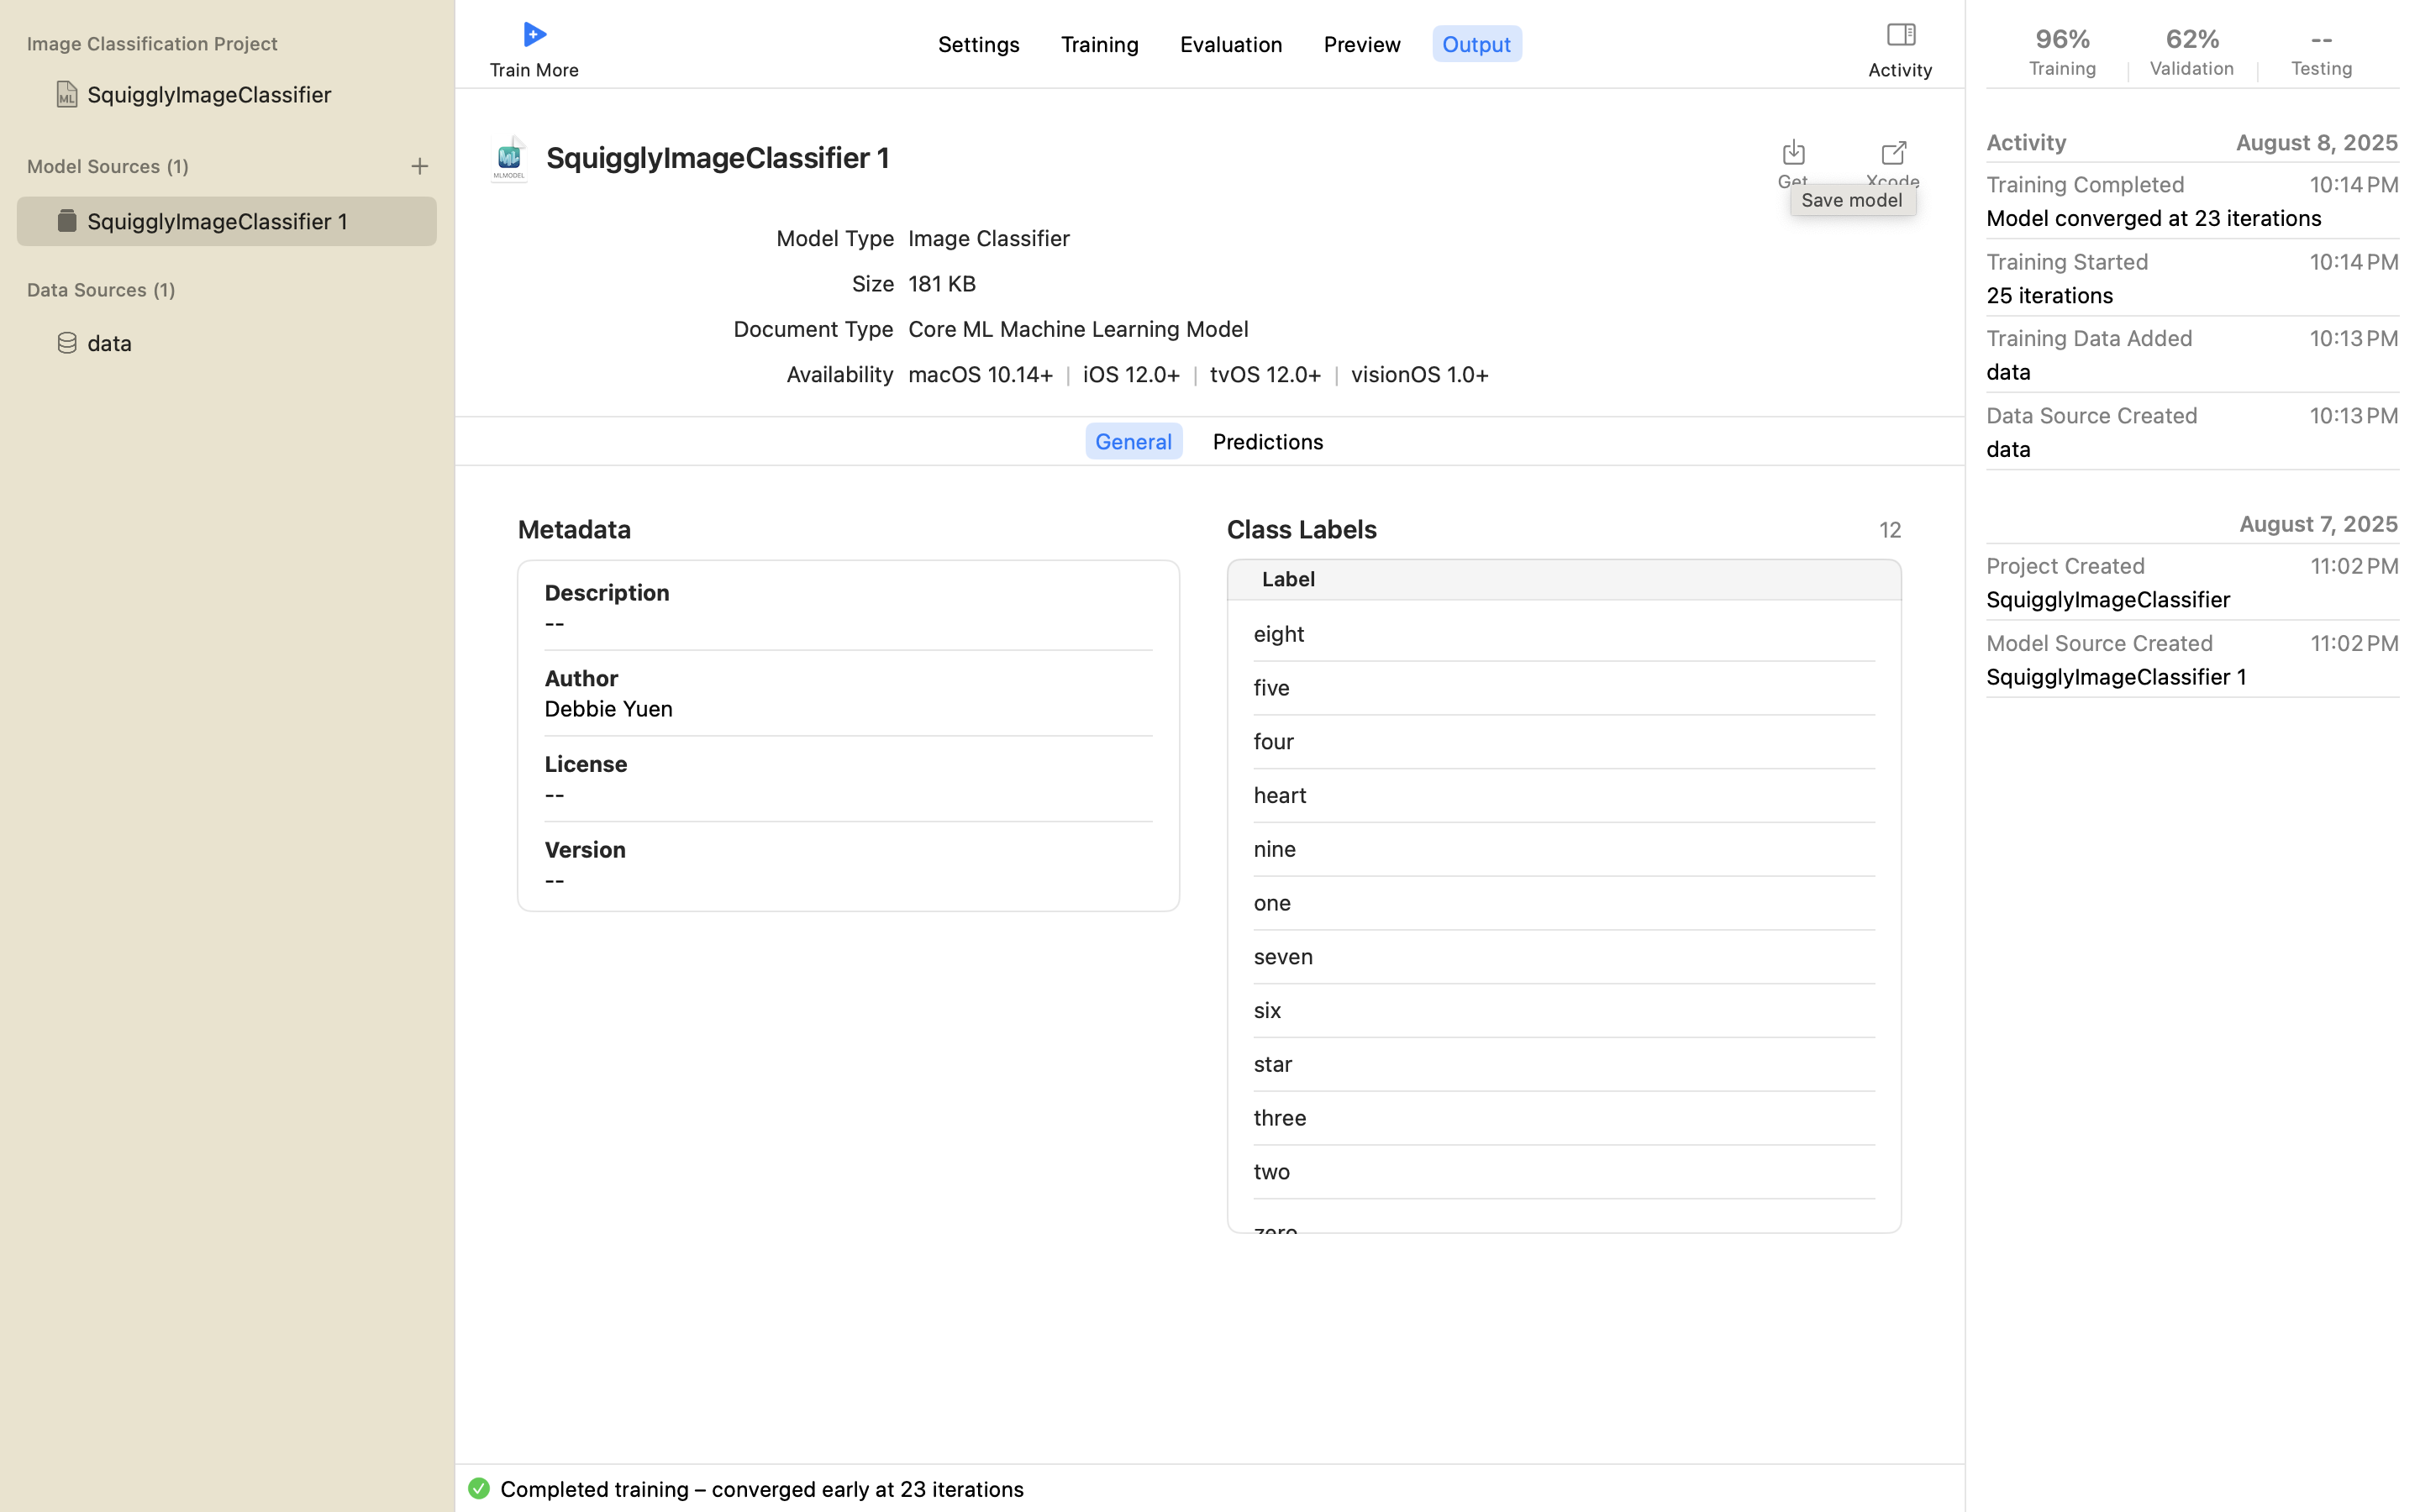 Image Classification Project
SquigglyImageClassifier
Model Sources (1)
SquigglyImageClassifier 1
Data Sources (1)
data
Train More
Settings Training Evaluation Preview Output
Activity
MLMODEL
SquigglyImageClassifier 1
Get Xcode
Save model
Model Type Image Classifier
Size 181 KB
Document Type Core ML Machine Learning Model
Availability macOS 10.14+ | iOS 12.0+ | tvOS 12.0+ | visionOS 1.0+
General Predictions
Metadata
Description
--
Author
Debbie Yuen
License
--
Version
--
Class Labels 12
Label
eight
five
four
heart
nine
one
seven
six
star
three
two
zero
Completed training – converged early at 23 iterations
96% 62% --
Training Validation Testing
Activity August 8, 2025
Training Completed 10:14 PM
Model converged at 23 iterations
Training Started 10:14 PM
25 iterations
Training Data Added 10:13 PM
data
Data Source Created 10:13 PM
data
August 7, 2025
Project Created 11:02 PM
SquigglyImageClassifier
Model Source Created 11:02 PM
SquigglyImageClassifier 1